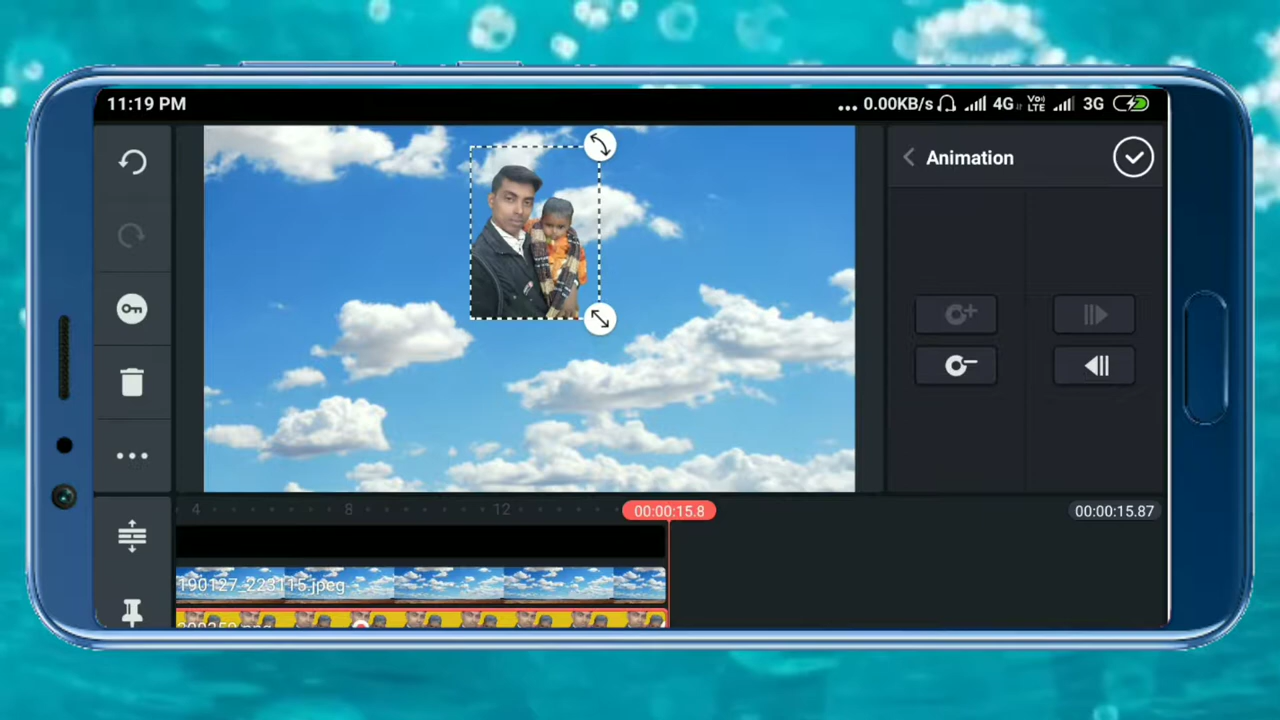 11:19 PM
... 0.00KB/s 4G Vo) LTE 3G
Animation
4 8 12
00:00:15.8
00:00:15.87
190127_223115.jpeg